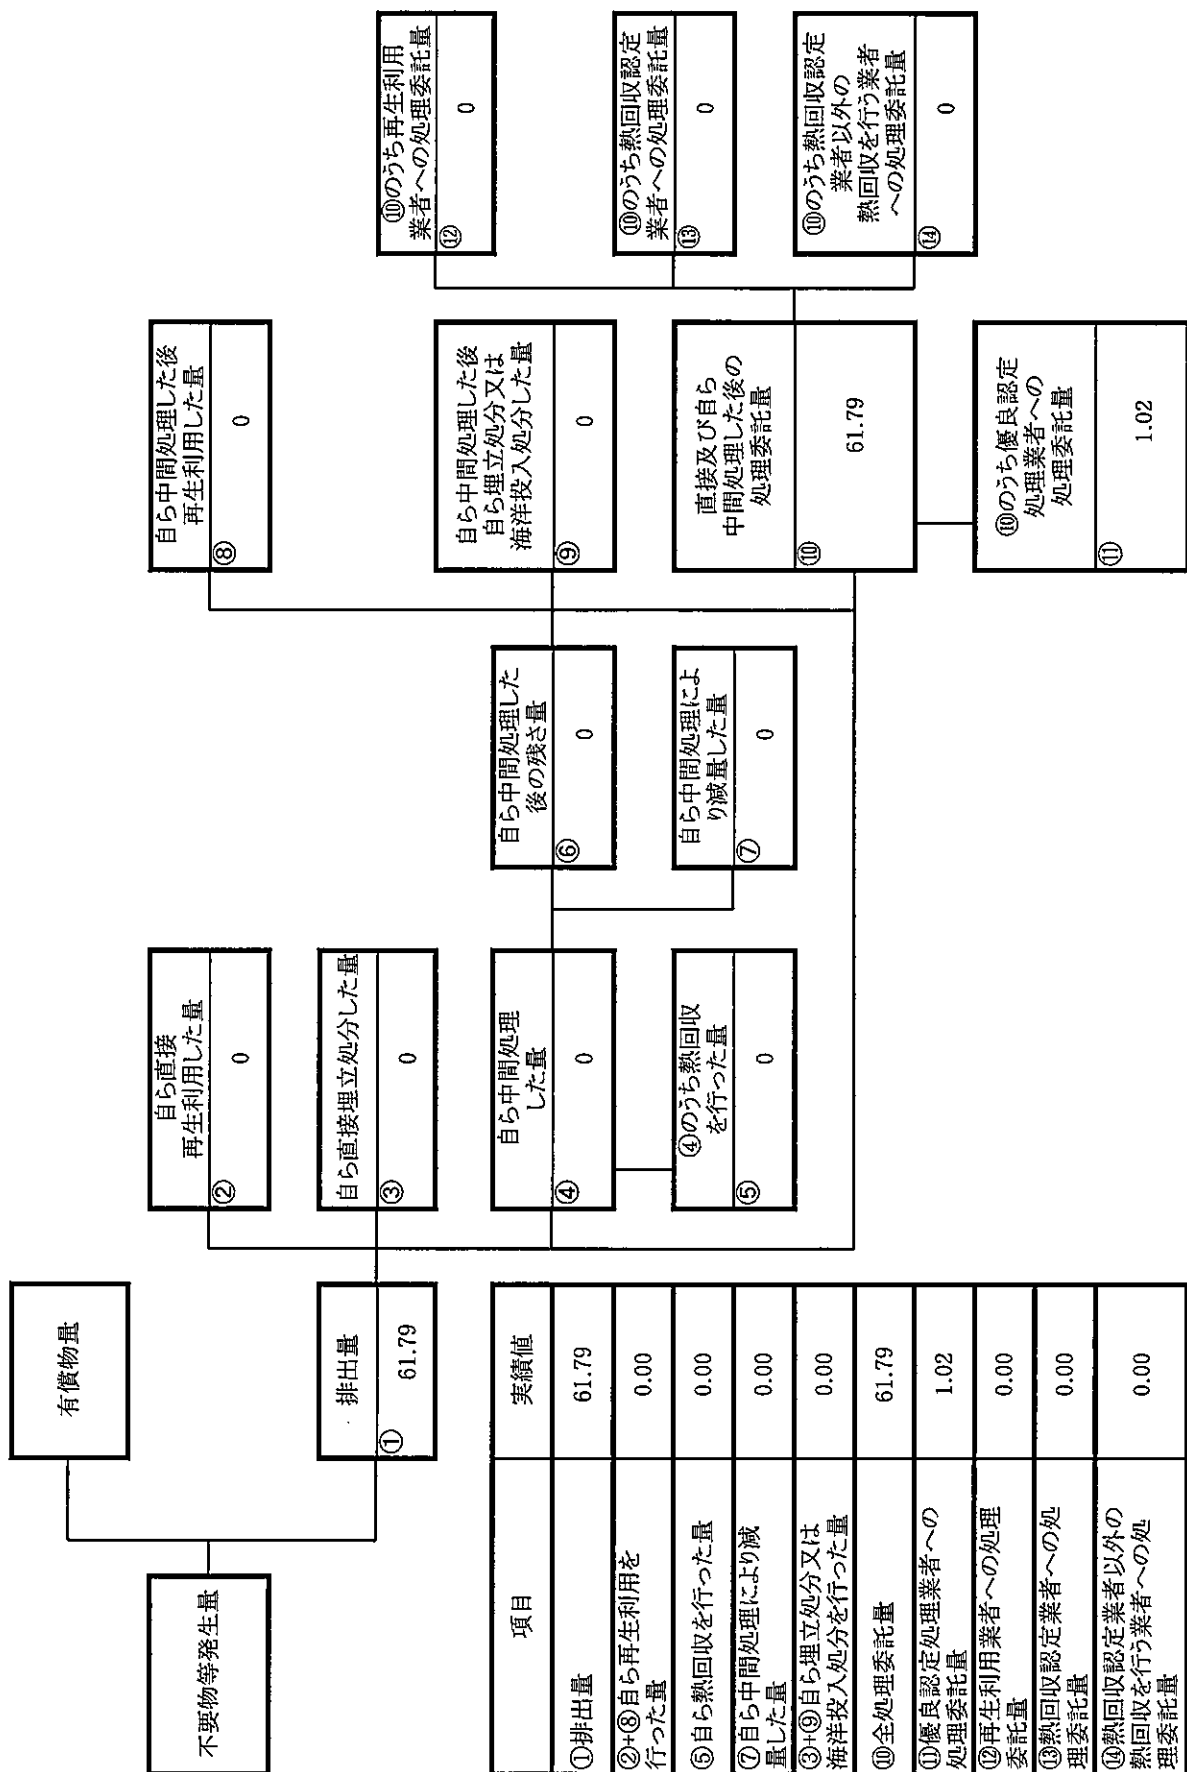 不要物等発生量
有償物量
排出量
①
61.79
自ら直接
再生利用した量
②
0
自ら直接埋立処分した量
③
0
自ら中間処理
した量
④
0
④のうち熱回収
を行った量
⑤
0
自ら中間処理した
後の残さ量
⑥
0
自ら中間処理によ
り減量した量
⑦
0
自ら中間処理した後
再生利用した量
⑧
0
自ら中間処理した後
自ら埋立処分又は
海洋投入処分した量
⑨
0
直接及び自ら
中間処理した後の
処理委託量
⑩
61.79
⑩のうち優良認定
処理業者への
処理委託量
⑪
1.02
⑩のうち再生利用
業者への処理委託量
⑫
0
⑩のうち熱回収認定
業者への処理委託量
⑬
0
⑩のうち熱回収認定
業者以外の
熱回収を行う業者
への処理委託量
⑭
0
項目 実績値
①排出量 61.79
②+⑧自ら再生利用を
行った量 0.00
⑤自ら熱回収を行った量 0.00
⑦自ら中間処理により減
量した量 0.00
③+⑨自ら埋立処分又は
海洋投入処分を行った量 0.00
⑩全処理委託量 61.79
⑪優良認定処理業者への
処理委託量 1.02
⑫再生利用業者への処理
委託量 0.00
⑬熱回収認定業者への処
理委託量 0.00
⑭熱回収認定業者以外の
熱回収を行う業者への処
理委託量 0.00